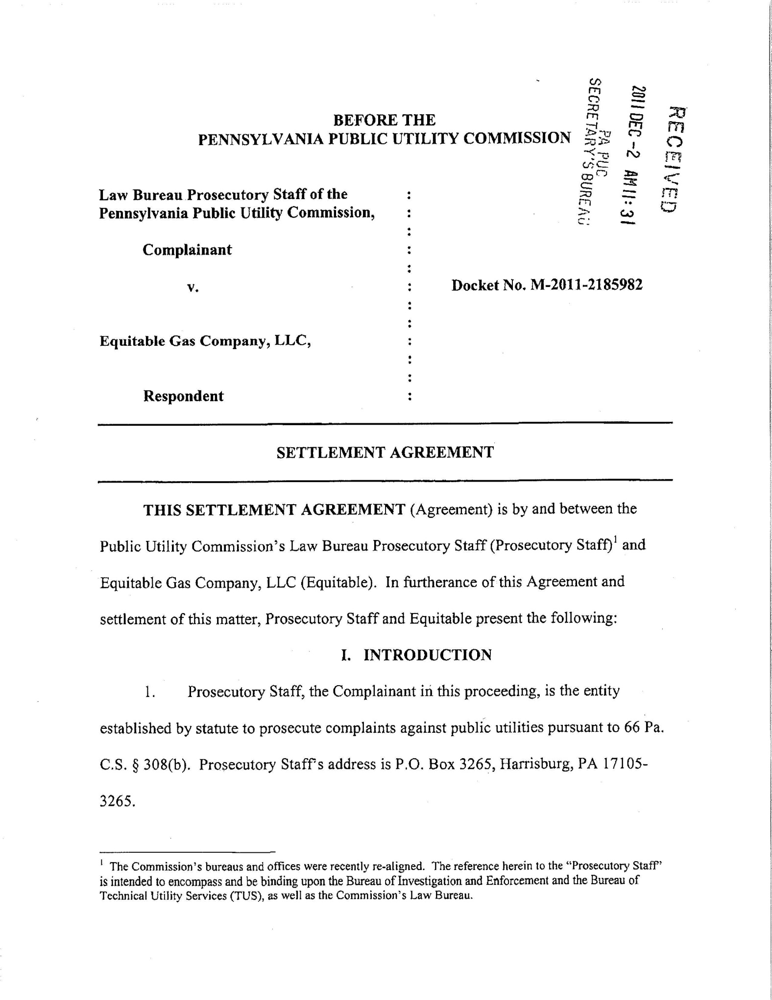 RECEIVED
2011 DEC -2 AM 11:31
PA PUC
SECRETARY'S BUREAU
BEFORE THE
PENNSYLVANIA PUBLIC UTILITY COMMISSION
Law Bureau Prosecutory Staff of the :
Pennsylvania Public Utility Commission, :
:
Complainant :
:
v. : Docket No. M-2011-2185982
:
:
Equitable Gas Company, LLC, :
:
:
Respondent :
SETTLEMENT AGREEMENT
THIS SETTLEMENT AGREEMENT (Agreement) is by and between the
Public Utility Commission's Law Bureau Prosecutory Staff (Prosecutory Staff)¹ and
Equitable Gas Company, LLC (Equitable). In furtherance of this Agreement and
settlement of this matter, Prosecutory Staff and Equitable present the following:
I. INTRODUCTION
1. Prosecutory Staff, the Complainant in this proceeding, is the entity
established by statute to prosecute complaints against public utilities pursuant to 66 Pa.
C.S. § 308(b). Prosecutory Staff's address is P.O. Box 3265, Harrisburg, PA 17105-
3265.
¹ The Commission's bureaus and offices were recently re-aligned. The reference herein to the "Prosecutory Staff"
is intended to encompass and be binding upon the Bureau of Investigation and Enforcement and the Bureau of
Technical Utility Services (TUS), as well as the Commission's Law Bureau.